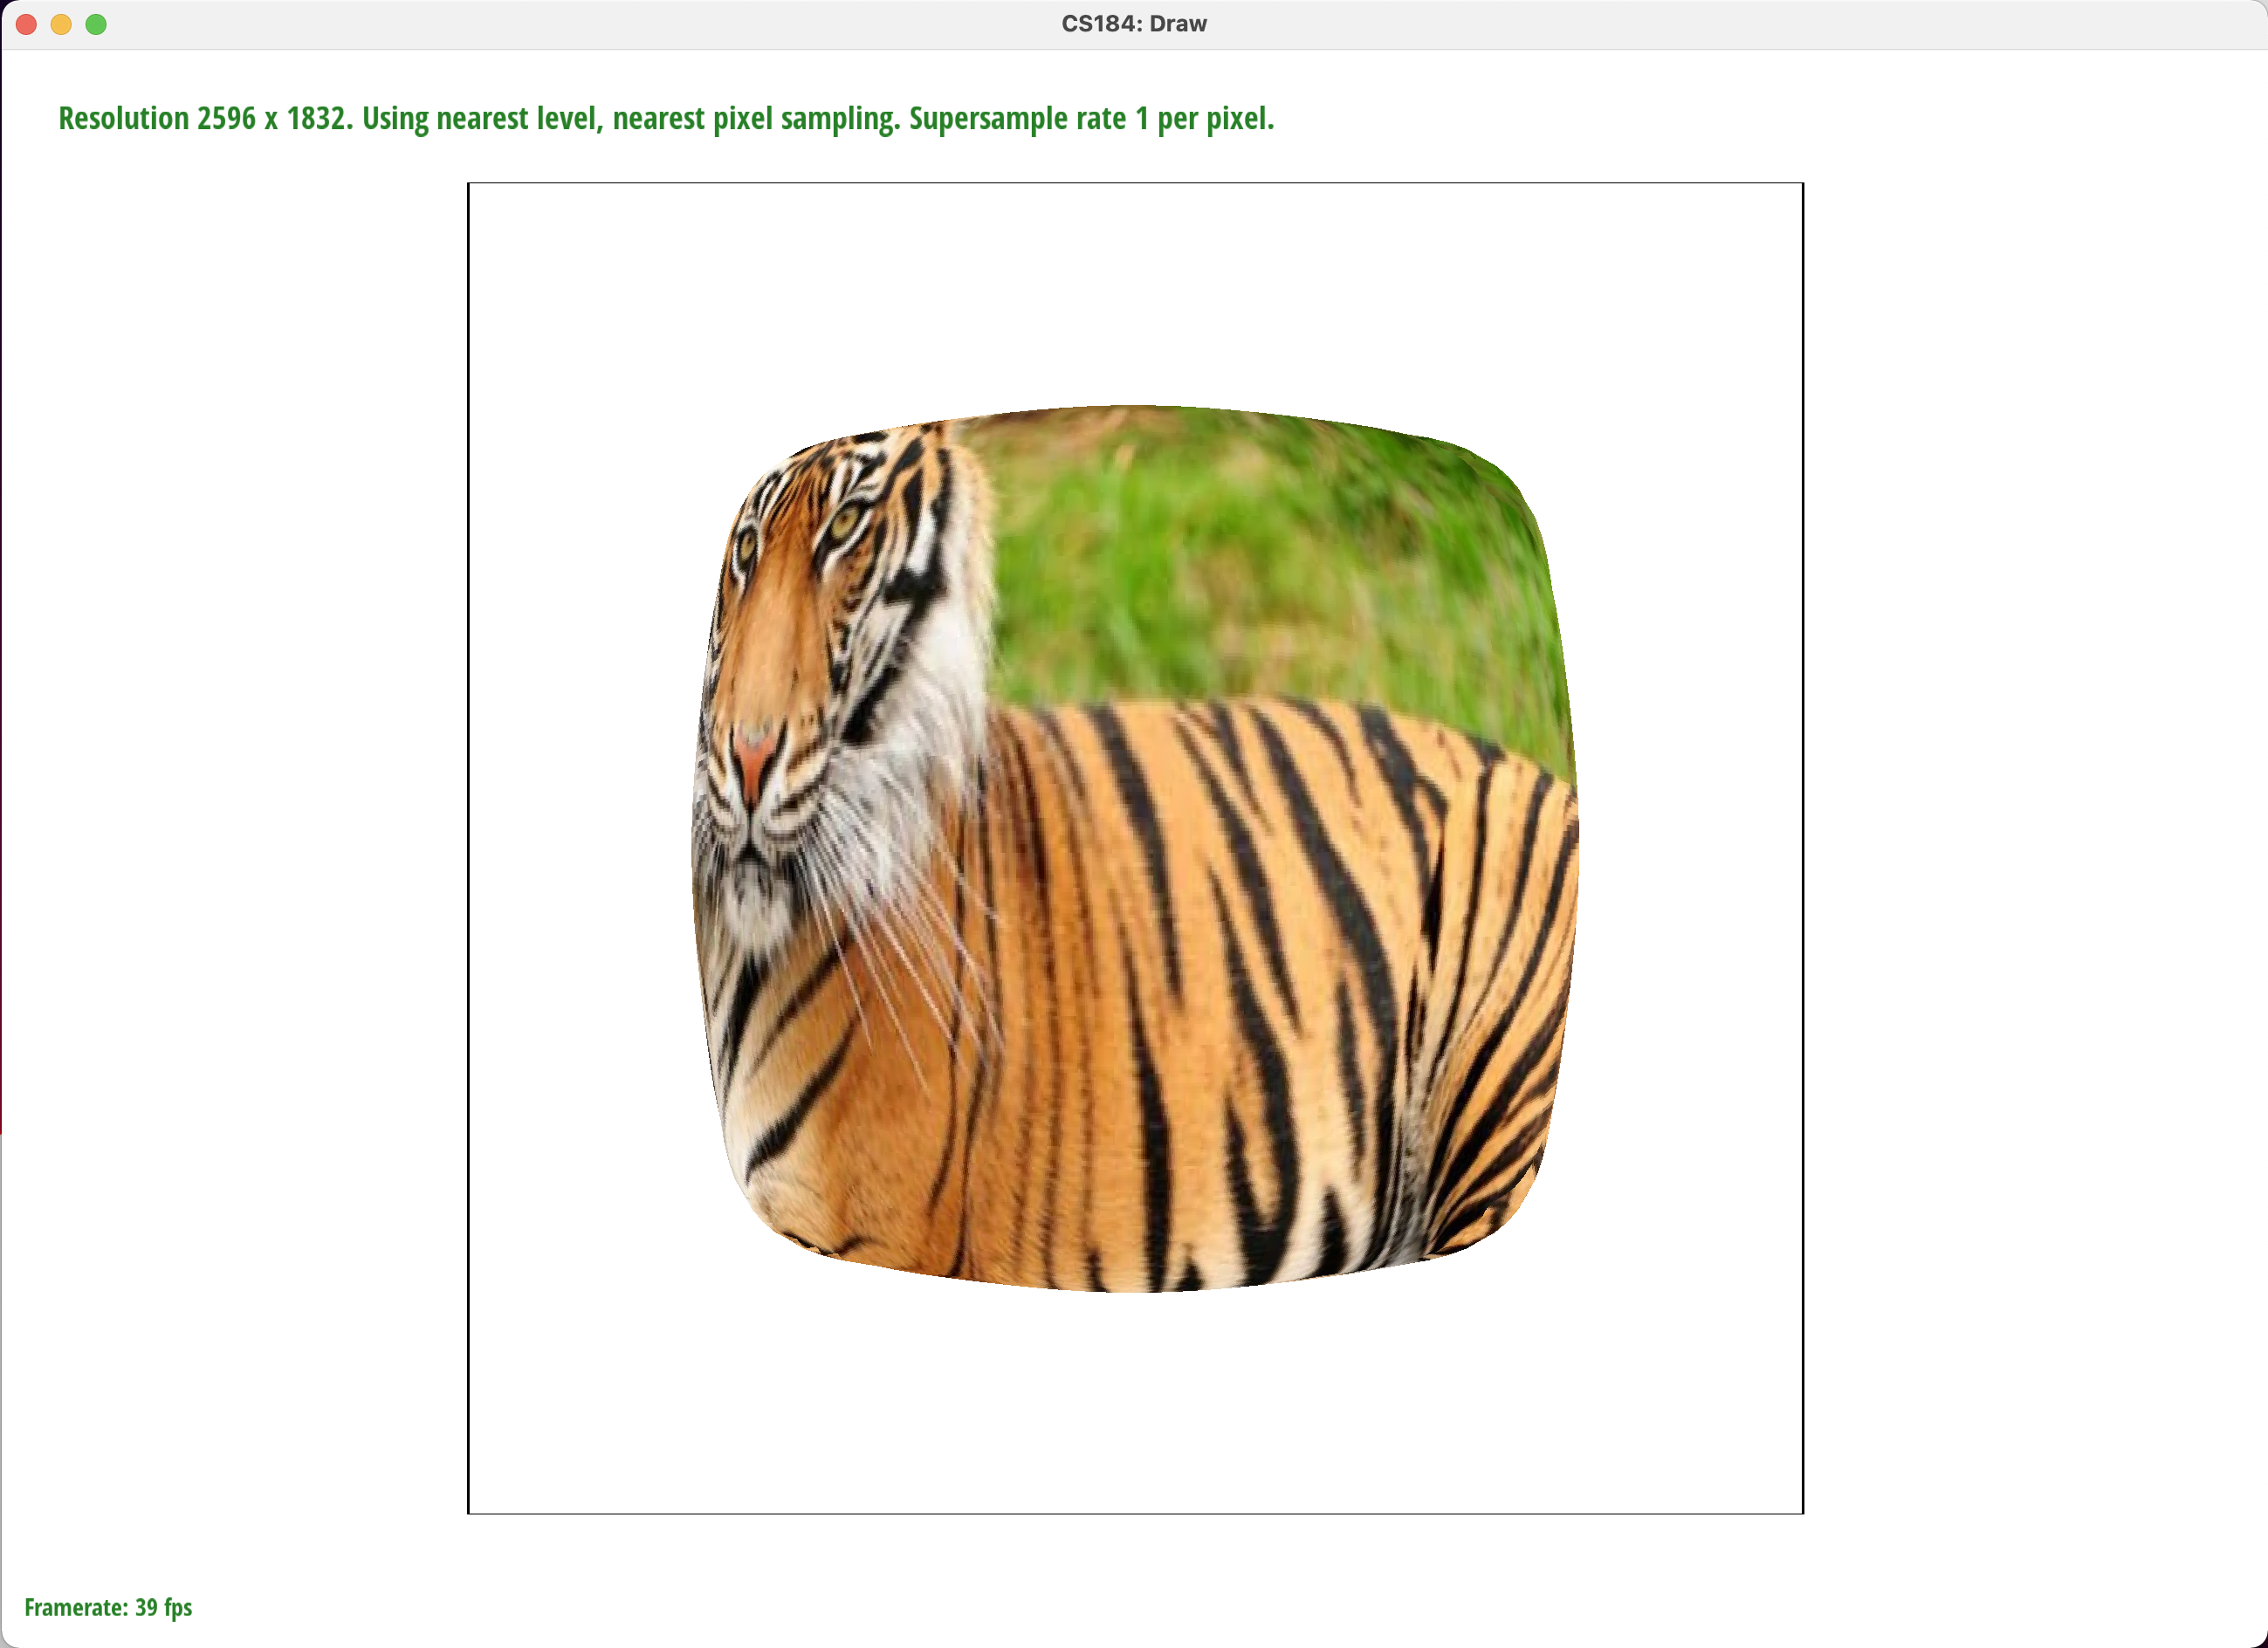 CS184: Draw
Resolution 2596 x 1832. Using nearest level, nearest pixel sampling. Supersample rate 1 per pixel.
Framerate: 39 fps